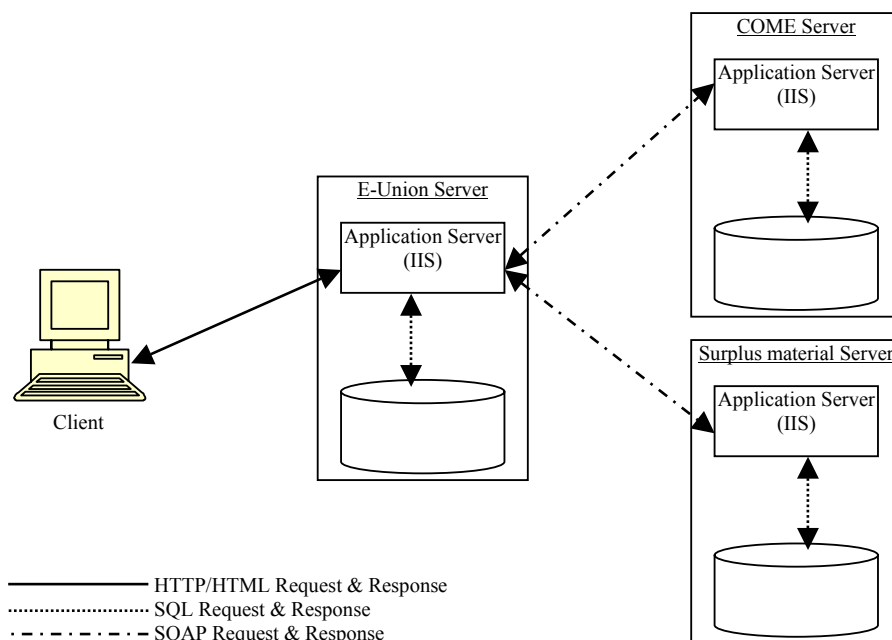 COME Server
Application Server
(IIS)
E-Union Server
Application Server
(IIS)
Client
Surplus material Server
Application Server
(IIS)
HTTP/HTML Request & Response
SQL Request & Response
SOAP Request & Response